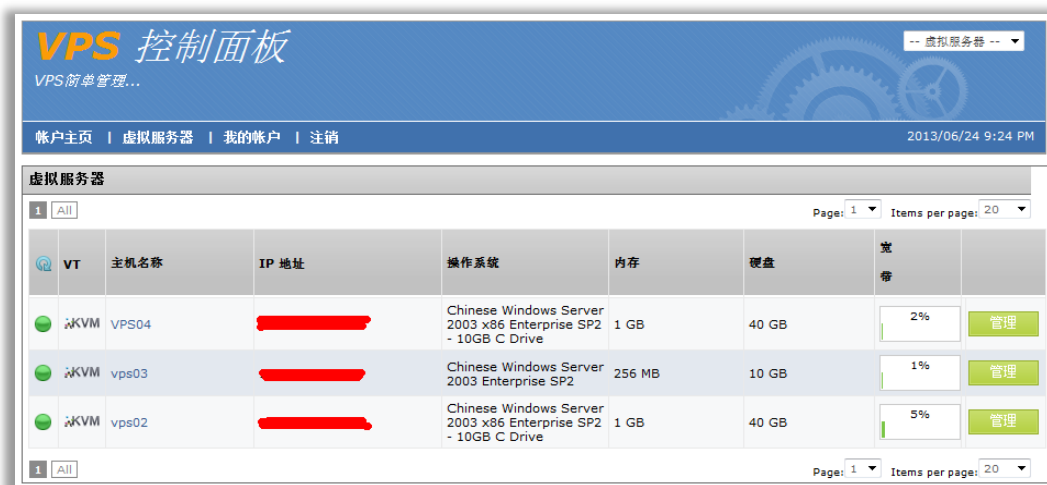 VPS 控制面板
-- 虚拟服务器 --
VPS简单管理...
帐户主页 | 虚拟服务器 | 我的帐户 | 注销
2013/06/24 9:24 PM
虚拟服务器
1 All
Page: 1 Items per page: 20
VT 主机名称 IP 地址 操作系统 内存 硬盘 宽
带
KVM VPS04 Chinese Windows Server
2003 x86 Enterprise SP2
- 10GB C Drive
1 GB 40 GB 2% 管理
KVM vps03 Chinese Windows Server
2003 Enterprise SP2
256 MB 10 GB 1% 管理
KVM vps02 Chinese Windows Server
2003 x86 Enterprise SP2
- 10GB C Drive
1 GB 40 GB 5% 管理
1 All
Page: 1 Items per page: 20